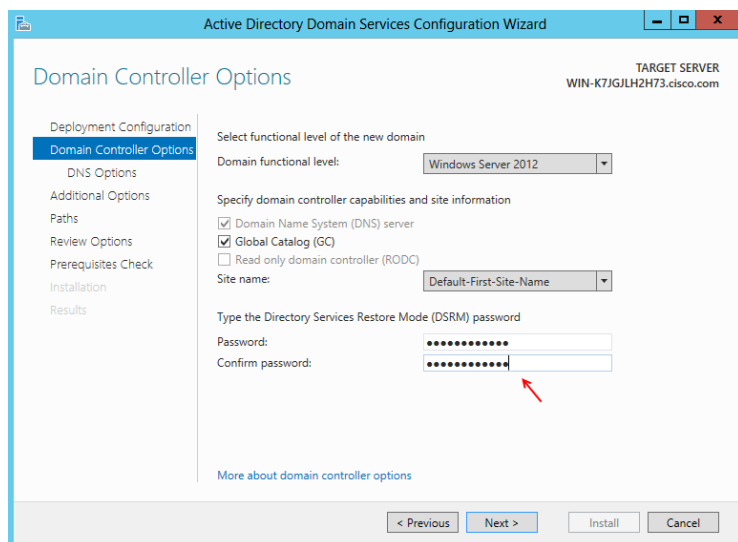 Active Directory Domain Services Configuration Wizard
Domain Controller Options
TARGET SERVER
WIN-K7JGJLH2H73.cisco.com
Deployment Configuration
Domain Controller Options
DNS Options
Additional Options
Paths
Review Options
Prerequisites Check
Installation
Results
Select functional level of the new domain
Domain functional level: Windows Server 2012
Specify domain controller capabilities and site information
Domain Name System (DNS) server
Global Catalog (GC)
Read only domain controller (RODC)
Site name: Default-First-Site-Name
Type the Directory Services Restore Mode (DSRM) password
Password: ●●●●●●●●●●●●
Confirm password: ●●●●●●●●●●●●
More about domain controller options
< Previous Next > Install Cancel